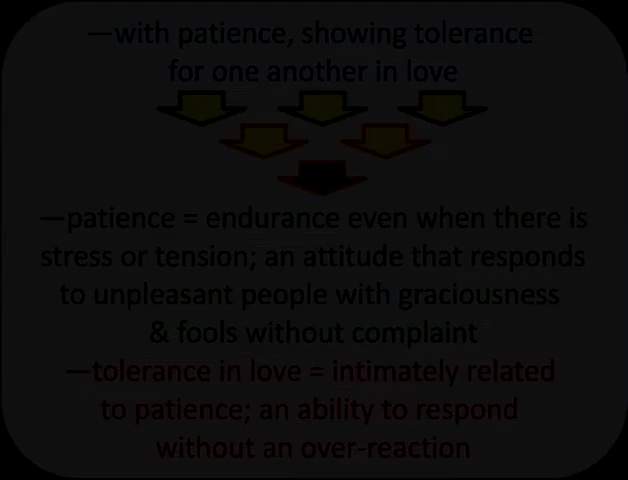 —with patience, showing tolerance
for one another in love
—patience = endurance even when there is
stress or tension; an attitude that responds
to unpleasant people with graciousness
& fools without complaint
—tolerance in love = intimately related
to patience; an ability to respond
without an over-reaction